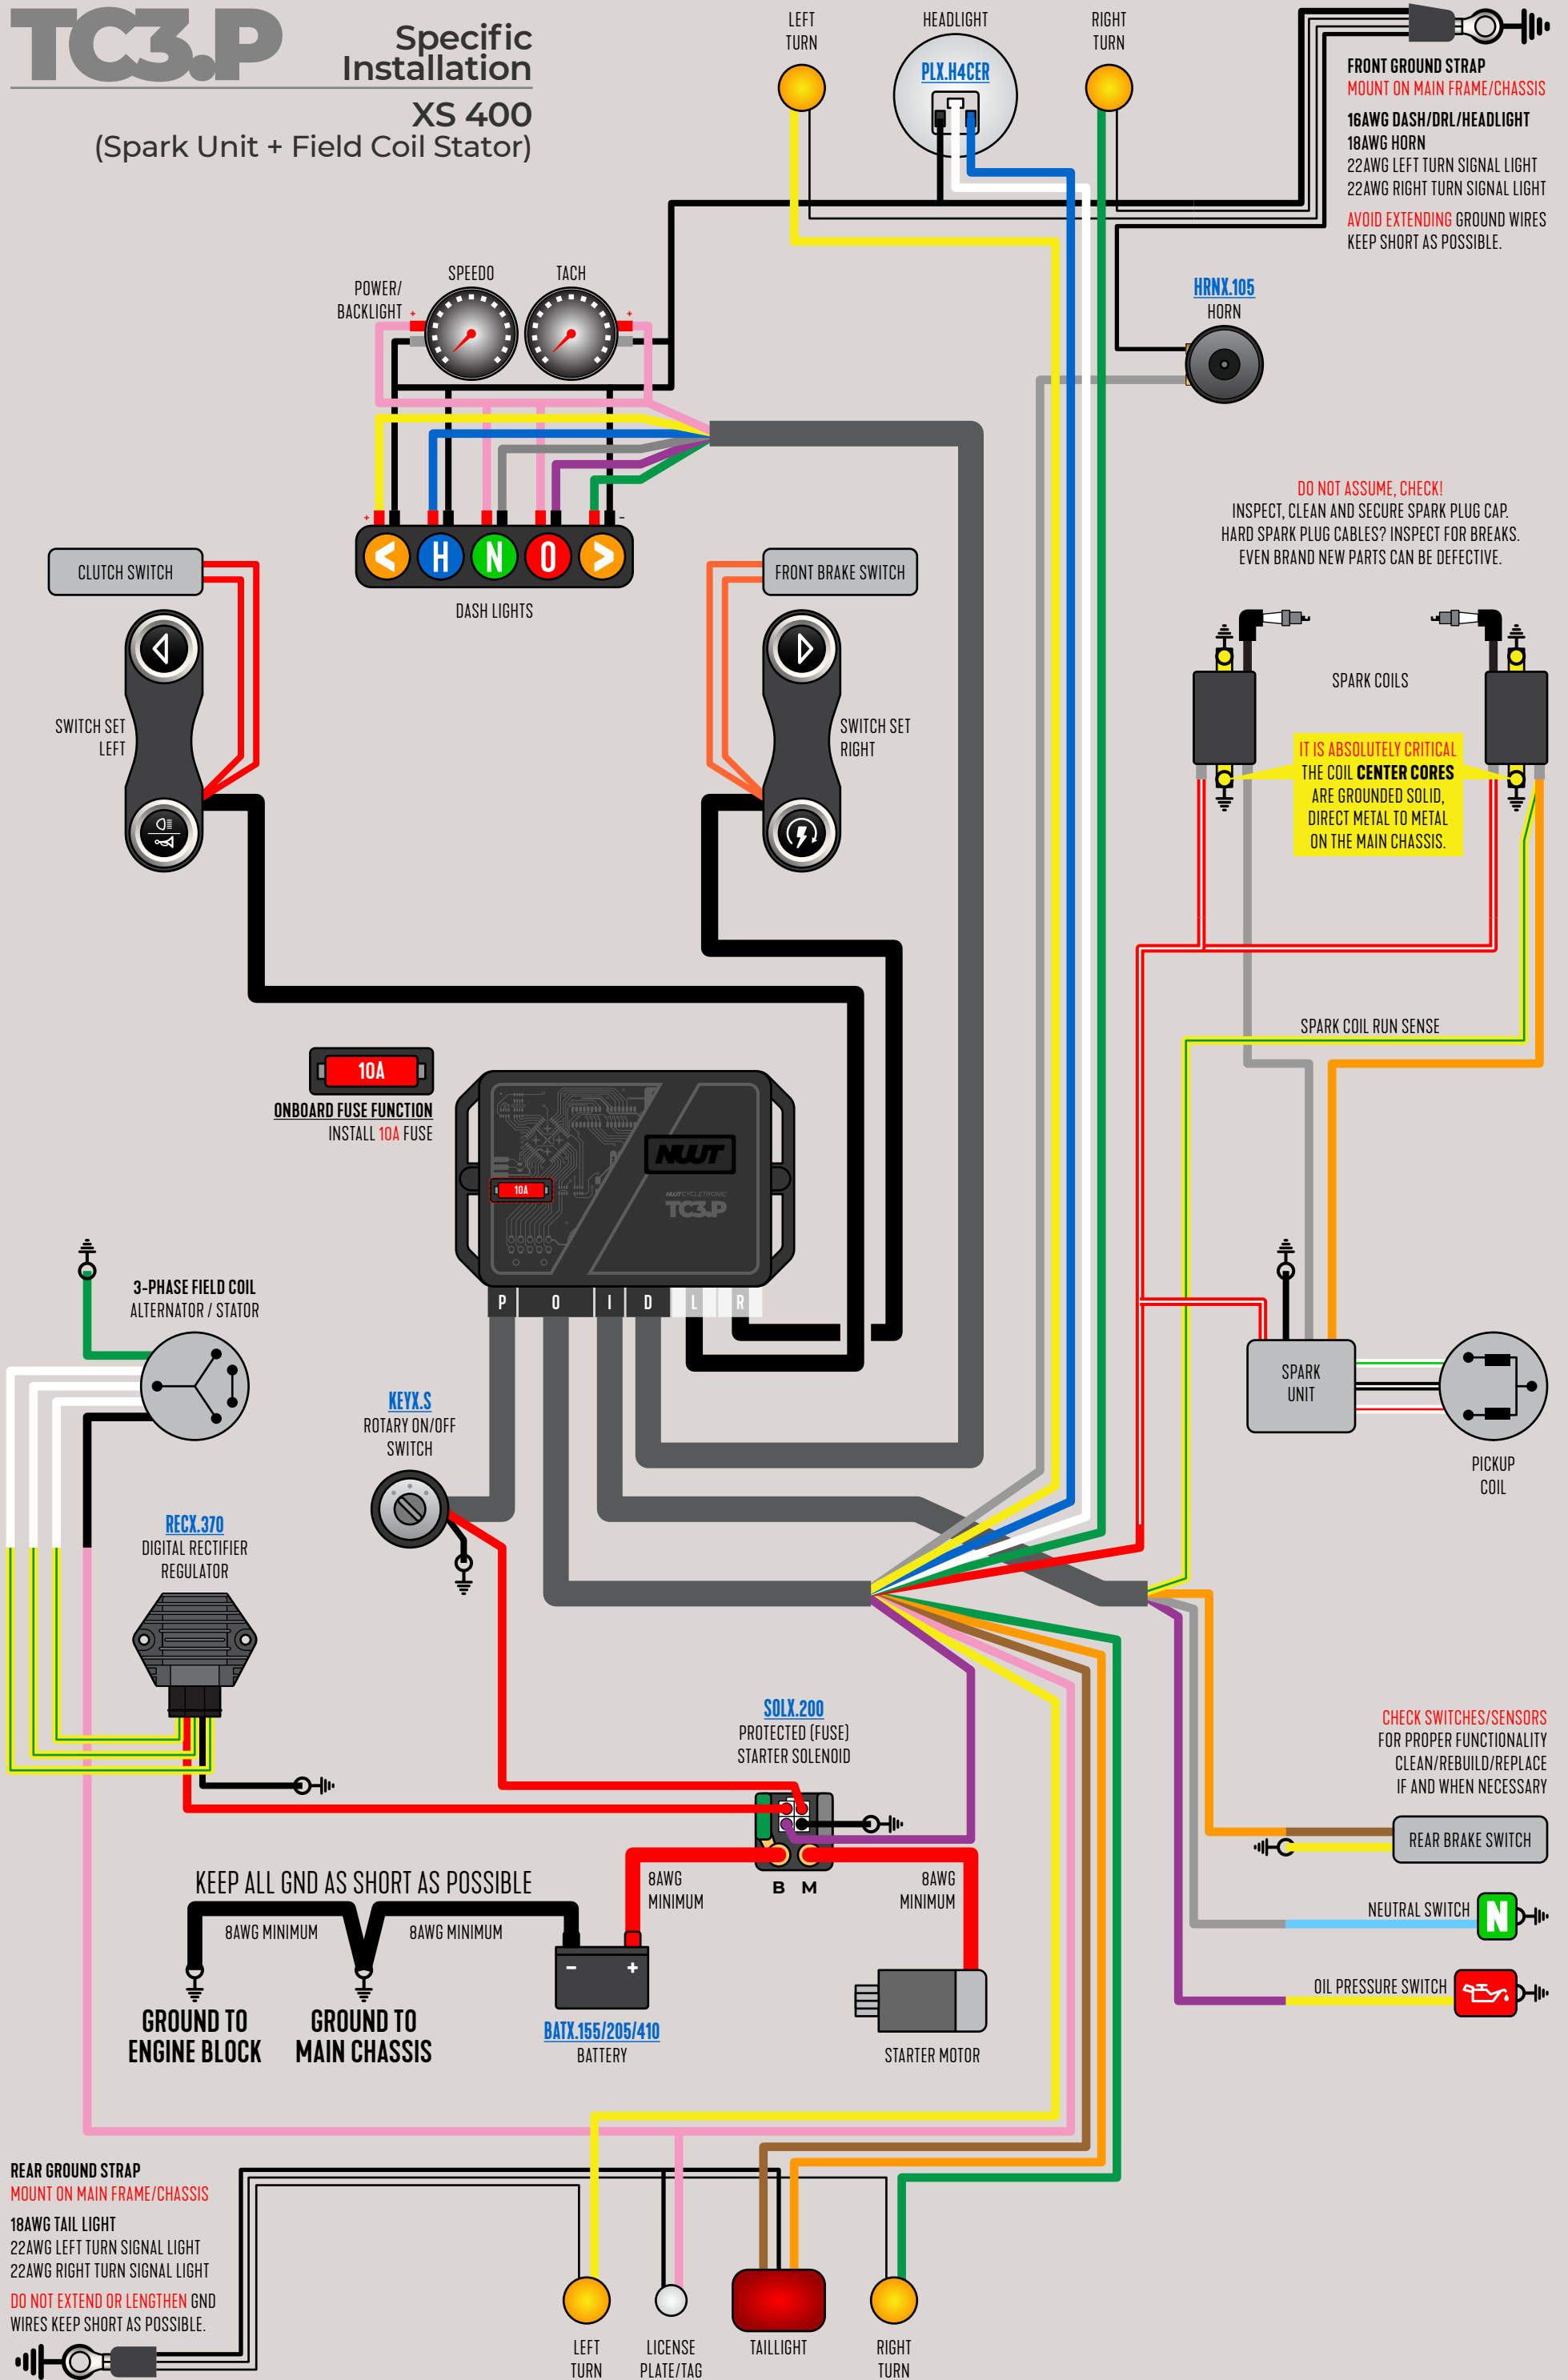 TC3.P
Specific
Installation
XS 400
(Spark Unit + Field Coil Stator)
LEFT
TURN
HEADLIGHT
PLX.H4CER
RIGHT
TURN
FRONT GROUND STRAP
MOUNT ON MAIN FRAME/CHASSIS
16AWG DASH/DRL/HEADLIGHT
18AWG HORN
22AWG LEFT TURN SIGNAL LIGHT
22AWG RIGHT TURN SIGNAL LIGHT
AVOID EXTENDING GROUND WIRES
KEEP SHORT AS POSSIBLE.
POWER/
BACKLIGHT
SPEEDO
TACH
+
+
HRNX.105
HORN
+
−
< H N O >
DASH LIGHTS
DO NOT ASSUME, CHECK!
INSPECT, CLEAN AND SECURE SPARK PLUG CAP.
HARD SPARK PLUG CABLES? INSPECT FOR BREAKS.
EVEN BRAND NEW PARTS CAN BE DEFECTIVE.
CLUTCH SWITCH
FRONT BRAKE SWITCH
SWITCH SET
LEFT
SWITCH SET
RIGHT
SPARK COILS
IT IS ABSOLUTELY CRITICAL
THE COIL CENTER CORES
ARE GROUNDED SOLID,
DIRECT METAL TO METAL
ON THE MAIN CHASSIS.
SPARK COIL RUN SENSE
10A
ONBOARD FUSE FUNCTION
INSTALL 10A FUSE
NWT
10A
NWT CYCLETRONIC
TC3.P
P O I D L R
3-PHASE FIELD COIL
ALTERNATOR / STATOR
KEYX.S
ROTARY ON/OFF
SWITCH
SPARK
UNIT
PICKUP
COIL
RECX.370
DIGITAL RECTIFIER
REGULATOR
SOLX.200
PROTECTED (FUSE)
STARTER SOLENOID
B M
8AWG
MINIMUM
8AWG
MINIMUM
CHECK SWITCHES/SENSORS
FOR PROPER FUNCTIONALITY
CLEAN/REBUILD/REPLACE
IF AND WHEN NECESSARY
REAR BRAKE SWITCH
NEUTRAL SWITCH
N
OIL PRESSURE SWITCH
KEEP ALL GND AS SHORT AS POSSIBLE
8AWG MINIMUM
8AWG MINIMUM
− +
GROUND TO
ENGINE BLOCK
GROUND TO
MAIN CHASSIS
BATX.155/205/410
BATTERY
STARTER MOTOR
REAR GROUND STRAP
MOUNT ON MAIN FRAME/CHASSIS
18AWG TAIL LIGHT
22AWG LEFT TURN SIGNAL LIGHT
22AWG RIGHT TURN SIGNAL LIGHT
DO NOT EXTEND OR LENGTHEN GND
WIRES KEEP SHORT AS POSSIBLE.
LEFT
TURN
LICENSE
PLATE/TAG
TAILLIGHT
RIGHT
TURN